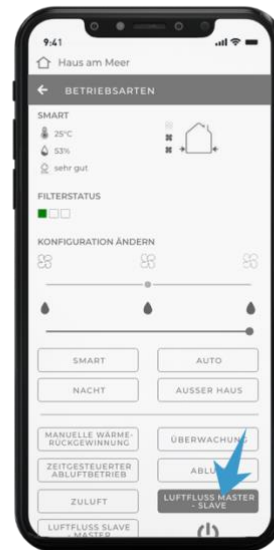 9:41
Haus am Meer
BETRIEBSARTEN
SMART
25°C
53%
sehr gut
FILTERSTATUS
KONFIGURATION ÄNDERN
SMART
AUTO
NACHT
AUSSER HAUS
MANUELLE WÄRME-
RÜCKGEWINNUNG
ÜBERWACHUNG
ZEITGESTEUERTER
ABLUFTBETRIEB
ZULUFT
LUFTFLUSS MASTER
- SLAVE
LUFTFLUSS SLAVE
- MASTER